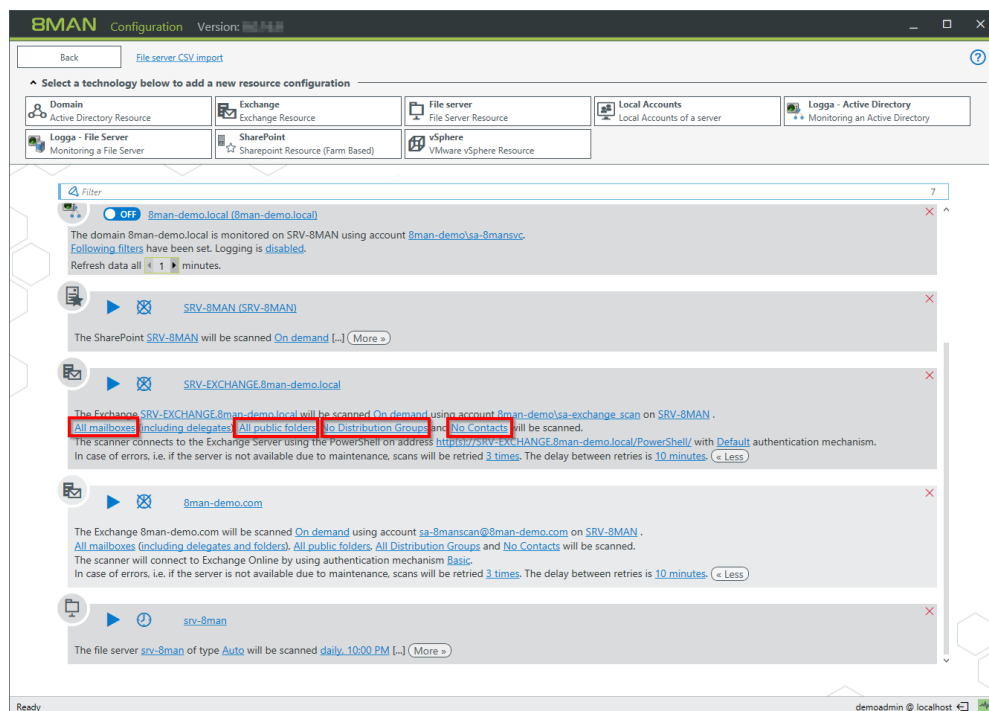 8MAN Configuration Version:
Back File server CSV import
Select a technology below to add a new resource configuration
Domain
Active Directory Resource
Exchange
Exchange Resource
File server
File Server Resource
Local Accounts
Local Accounts of a server
Logga - Active Directory
Monitoring an Active Directory
Logga - File Server
Monitoring a File Server
SharePoint
Sharepoint Resource (Farm Based)
vSphere
VMware vSphere Resource
Filter 7
OFF 8man-demo.local (8man-demo.local)
The domain 8man-demo.local is monitored on SRV-8MAN using account 8man-demo\sa-8mansvc.
Following filters have been set. Logging is disabled.
Refresh data all 1 minutes.
SRV-8MAN (SRV-8MAN)
The SharePoint SRV-8MAN will be scanned On demand [...] More »
SRV-EXCHANGE.8man-demo.local
The Exchange SRV-EXCHANGE.8man-demo.local will be scanned On demand using account 8man-demo\sa-exchange_scan on SRV-8MAN .
All mailboxes (including delegates), All public folders, No Distribution Groups and No Contacts will be scanned.
The scanner connects to the Exchange Server using the PowerShell on address http(s)://SRV-EXCHANGE.8man-demo.local/PowerShell/ with Default authentication mechanism.
In case of errors, i.e. if the server is not available due to maintenance, scans will be retried 3 times. The delay between retries is 10 minutes. « Less
8man-demo.com
The Exchange 8man-demo.com will be scanned On demand using account sa-8manscan@8man-demo.com on SRV-8MAN .
All mailboxes (including delegates and folders), All public folders, All Distribution Groups and No Contacts will be scanned.
The scanner will connect to Exchange Online by using authentication mechanism Basic.
In case of errors, i.e. if the server is not available due to maintenance, scans will be retried 3 times. The delay between retries is 10 minutes. « Less
srv-8man
The file server srv-8man of type Auto will be scanned daily, 10:00 PM [...] More »
Ready demoadmin @ localhost